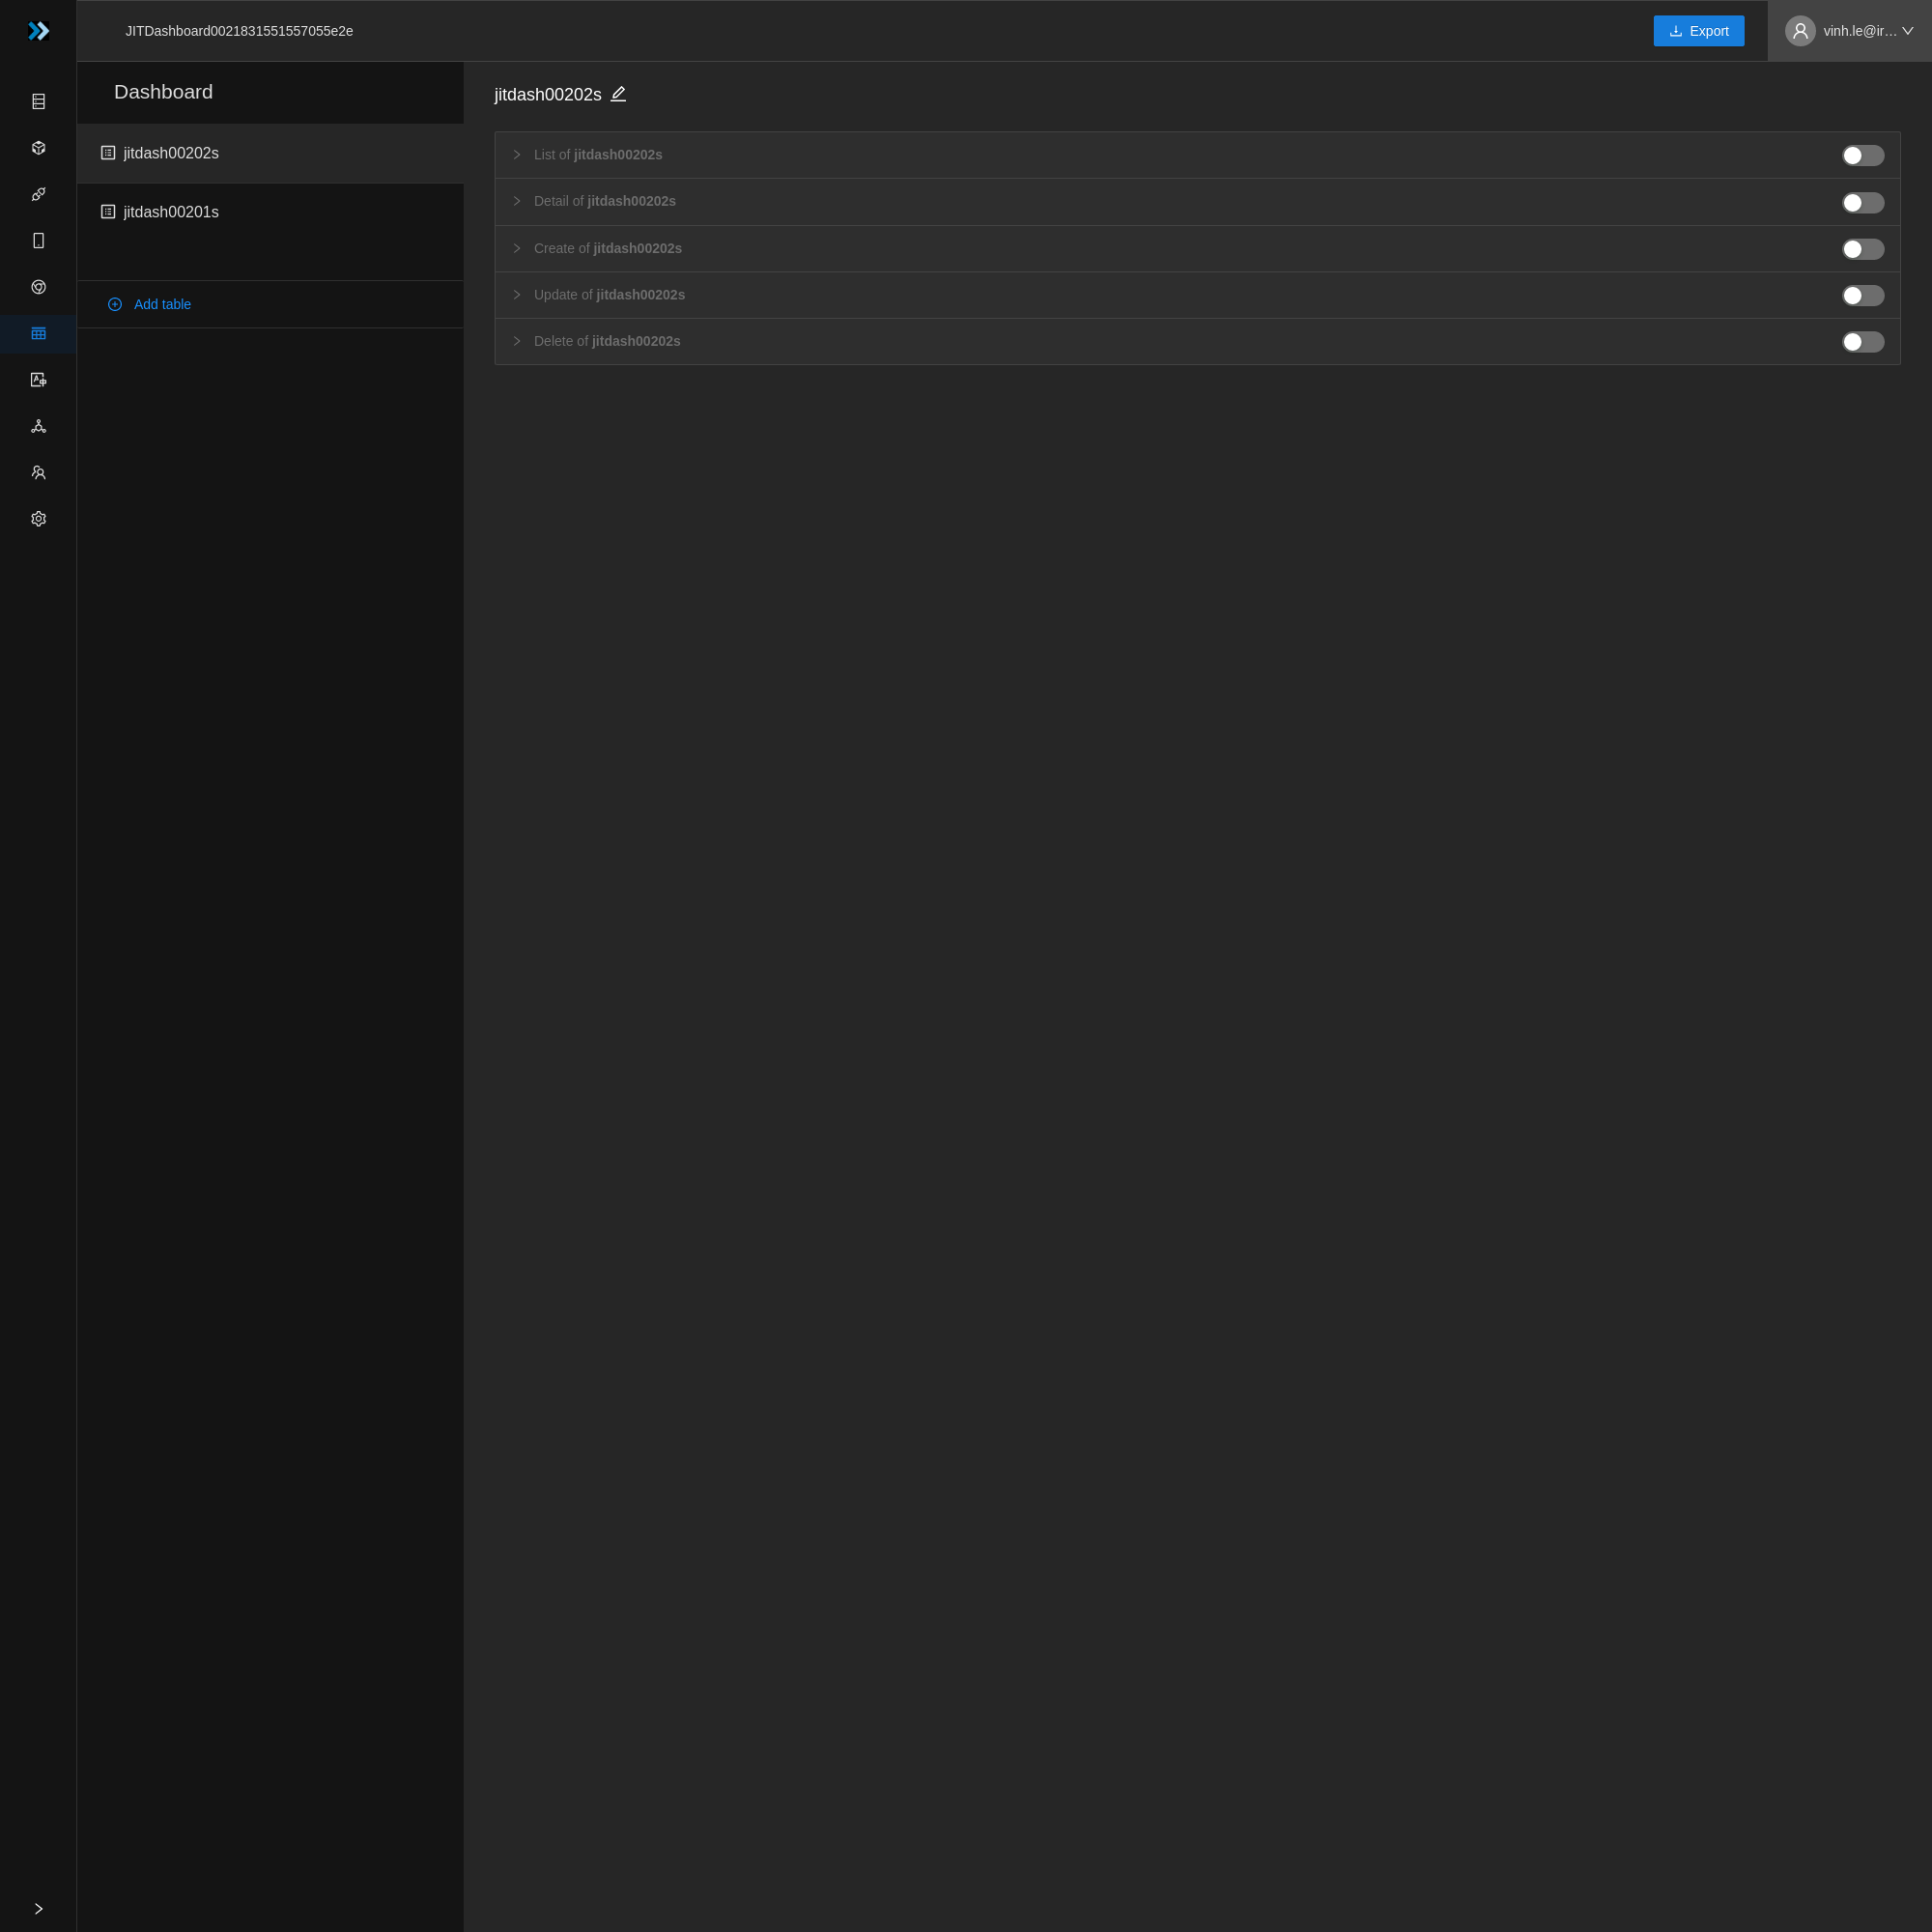 JITDashboard0021831551557055e2e
Export
vinh.le@ir…
Dashboard
jitdash00202s
jitdash00201s
Add table
jitdash00202s
List of jitdash00202s
Detail of jitdash00202s
Create of jitdash00202s
Update of jitdash00202s
Delete of jitdash00202s